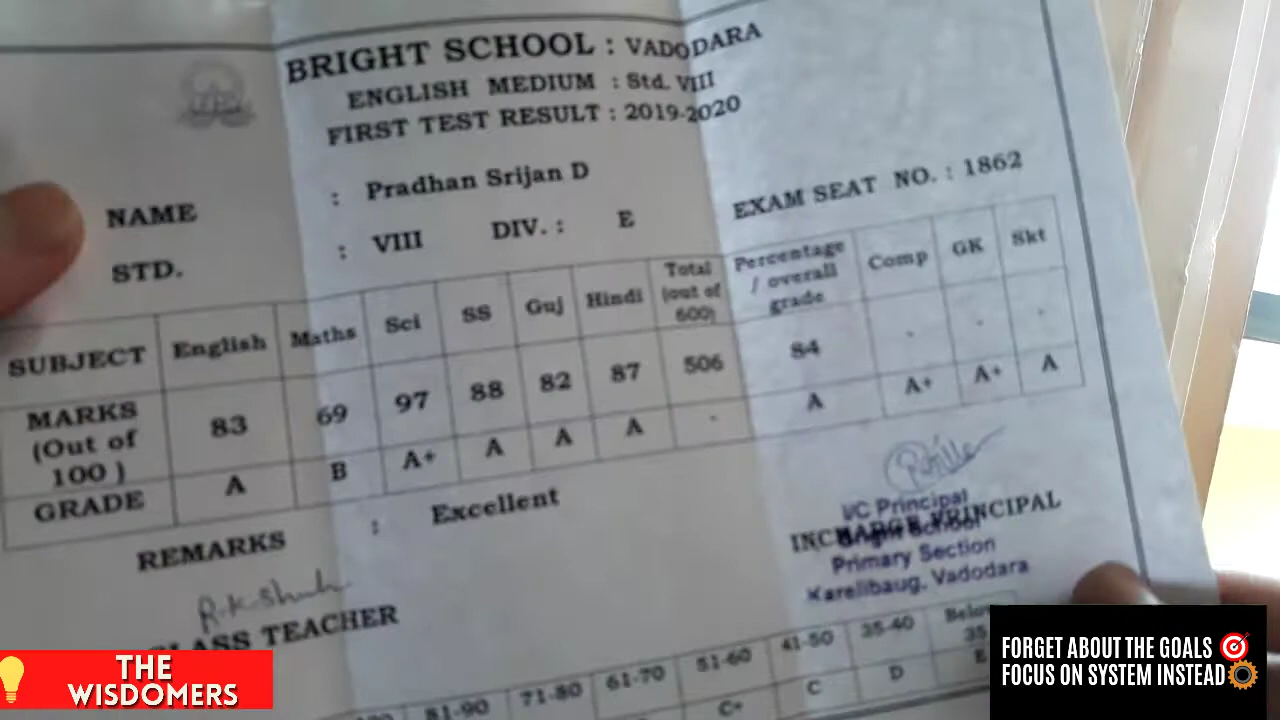 BRIGHT SCHOOL : VADODARA
ENGLISH MEDIUM : Std. VIII
FIRST TEST RESULT : 2019-2020
NAME : Pradhan Srijan D
EXAM SEAT NO. : 1862
STD. : VIII DIV. : E
SUBJECT English Maths Sci SS Guj Hindi Total (out of 600) Percentage / overall grade Comp GK Skt
MARKS (Out of 100 ) 83 69 97 88 82 87 506 84 - - -
GRADE A B A+ A A A - A A+ A+ A
REMARKS : Excellent
R.K.Shah
CLASS TEACHER
I/C Principal
INCHARGE PRINCIPAL
Bright School
Primary Section
Karelibaug, Vadodara
81-90 71-80 61-70 51-60 41-50 35-40 Below 35
C+ C D E
THE
WISDOMERS
FORGET ABOUT THE GOALS
FOCUS ON SYSTEM INSTEAD